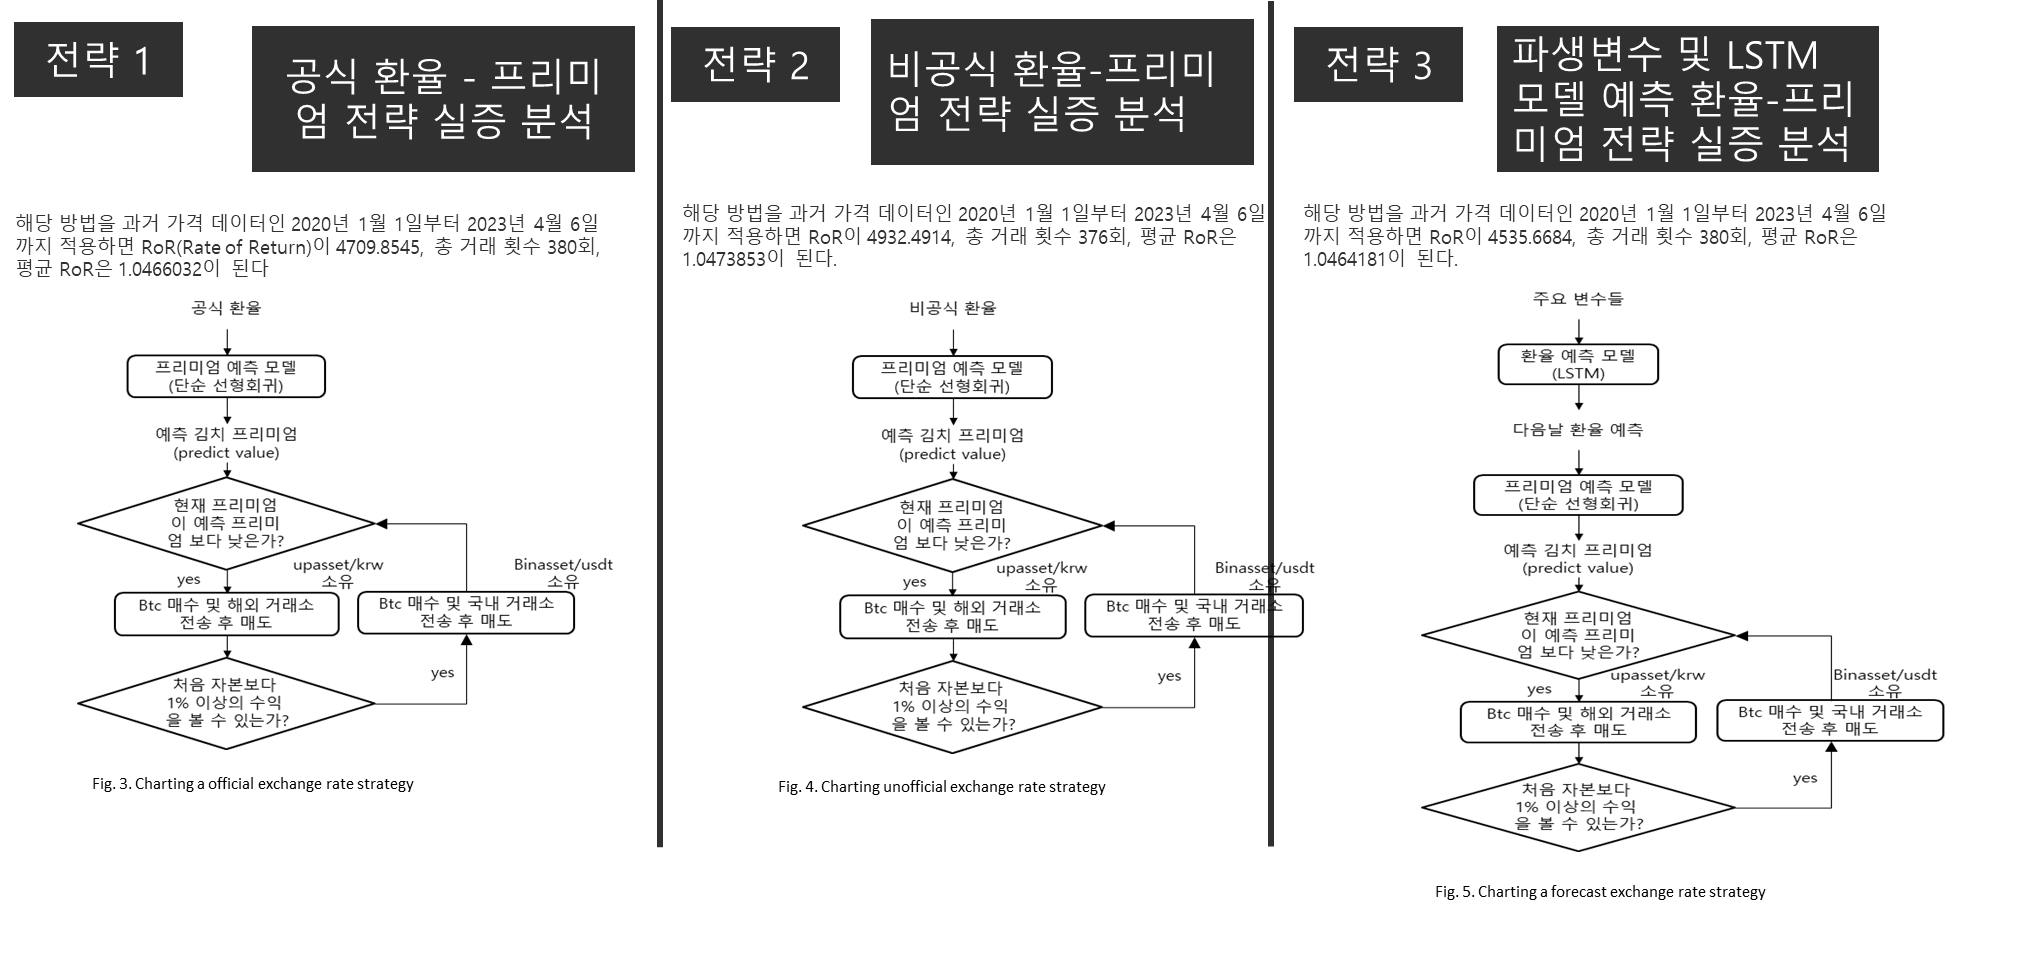 전략 1
공식 환율 - 프리미
엄 전략 실증 분석
해당 방법을 과거 가격 데이터인 2020년 1월 1일부터 2023년 4월 6일
까지 적용하면 RoR(Rate of Return)이 4709.8545, 총 거래 횟수 380회,
평균 RoR은 1.0466032이 된다
공식 환율
프리미엄 예측 모델
(단순 선형회귀)
예측 김치 프리미엄
(predict value)
현재 프리미엄
이 예측 프리미
엄 보다 낮은가?
yes
upasset/krw
소유
Binasset/usdt
소유
Btc 매수 및 해외 거래소
전송 후 매도
Btc 매수 및 국내 거래소
전송 후 매도
yes
처음 자본보다
1% 이상의 수익
을 볼 수 있는가?
Fig. 3. Charting a official exchange rate strategy
전략 2
비공식 환율-프리미
엄 전략 실증 분석
해당 방법을 과거 가격 데이터인 2020년 1월 1일부터 2023년 4월 6일
까지 적용하면 RoR이 4932.4914, 총 거래 횟수 376회, 평균 RoR은
1.0473853이 된다.
비공식 환율
프리미엄 예측 모델
(단순 선형회귀)
예측 김치 프리미엄
(predict value)
현재 프리미엄
이 예측 프리미
엄 보다 낮은가?
yes
upasset/krw
소유
Binasset/usdt
소유
Btc 매수 및 해외 거래소
전송 후 매도
Btc 매수 및 국내 거래소
전송 후 매도
yes
처음 자본보다
1% 이상의 수익
을 볼 수 있는가?
Fig. 4. Charting unofficial exchange rate strategy
전략 3
파생변수 및 LSTM
모델 예측 환율-프리
미엄 전략 실증 분석
해당 방법을 과거 가격 데이터인 2020년 1월 1일부터 2023년 4월 6일
까지 적용하면 RoR이 4535.6684, 총 거래 횟수 380회, 평균 RoR은
1.0464181이 된다.
주요 변수들
환율 예측 모델
(LSTM)
다음날 환율 예측
프리미엄 예측 모델
(단순 선형회귀)
예측 김치 프리미엄
(predict value)
현재 프리미엄
이 예측 프리미
엄 보다 낮은가?
yes
upasset/krw
소유
Binasset/usdt
소유
Btc 매수 및 해외 거래소
전송 후 매도
Btc 매수 및 국내 거래소
전송 후 매도
yes
처음 자본보다
1% 이상의 수익
을 볼 수 있는가?
Fig. 5. Charting a forecast exchange rate strategy